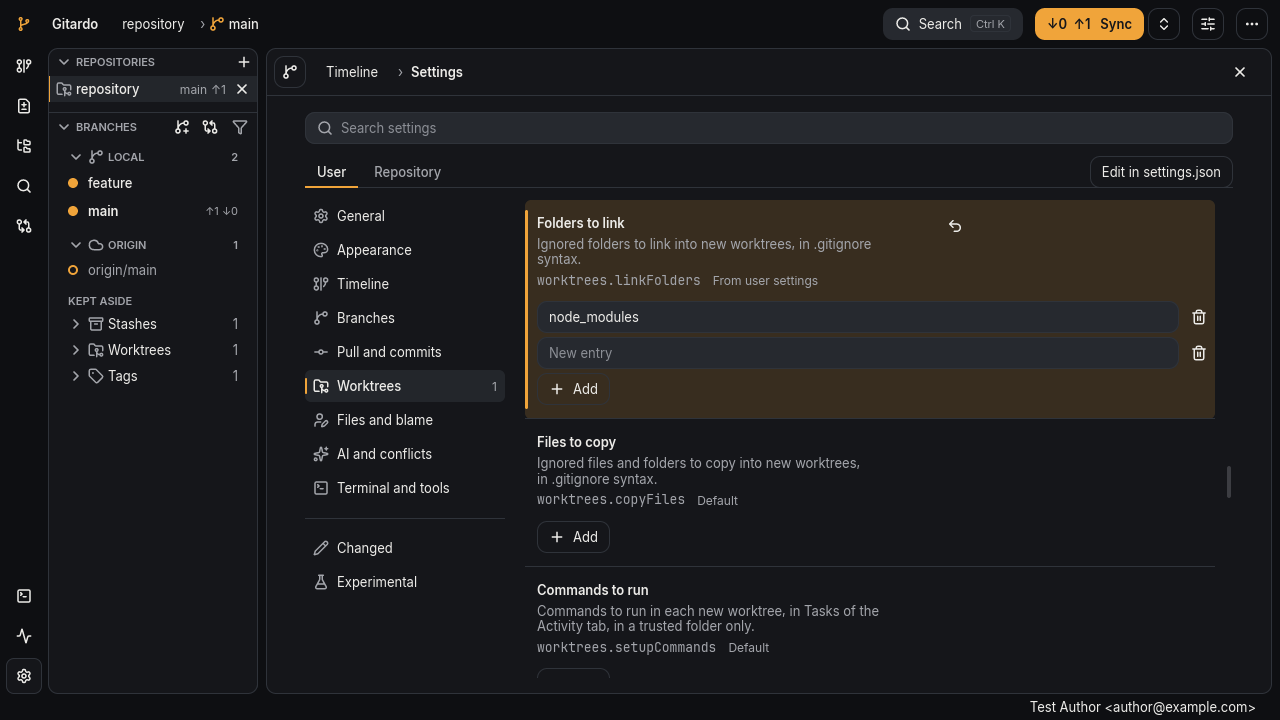 Gitardo
repository › main
Search Ctrl K
↓0 ↑1 Sync
REPOSITORIES
repository main ↑1
BRANCHES
LOCAL 2
feature
main ↑1 ↓0
ORIGIN 1
origin/main
KEPT ASIDE
Stashes 1
Worktrees 1
Tags 1
Timeline › Settings
Search settings
User Repository
Edit in settings.json
General
Appearance
Timeline
Branches
Pull and commits
Worktrees 1
Files and blame
AI and conflicts
Terminal and tools
Changed
Experimental
Folders to link
Ignored folders to link into new worktrees, in .gitignore
syntax.
worktrees.linkFolders From user settings
node_modules
New entry
Add
Files to copy
Ignored files and folders to copy into new worktrees,
in .gitignore syntax.
worktrees.copyFiles Default
Add
Commands to run
Commands to run in each new worktree, in Tasks of the
Activity tab, in a trusted folder only.
worktrees.setupCommands Default
Test Author <author@example.com>